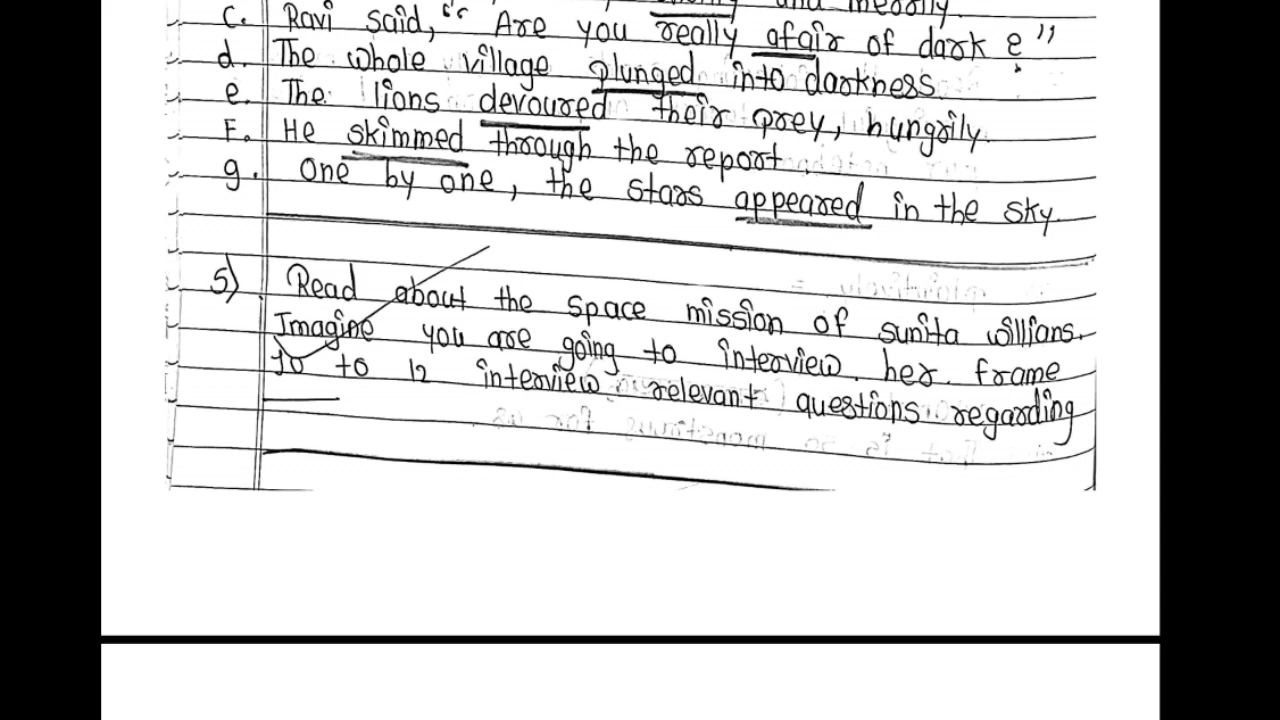 and
C. Ravi said, "Are you really afair of dark ?"
d. The whole village plunged into darkness.
e. The lions devoured their prey, hungrily.
F. He skimmed through the report
g. One by one, the stars appeared in the sky.
5) Read about the space mission of sunita willians.
Imagine you are going to interview her. frame
10 to 12 interview relevant questions regarding